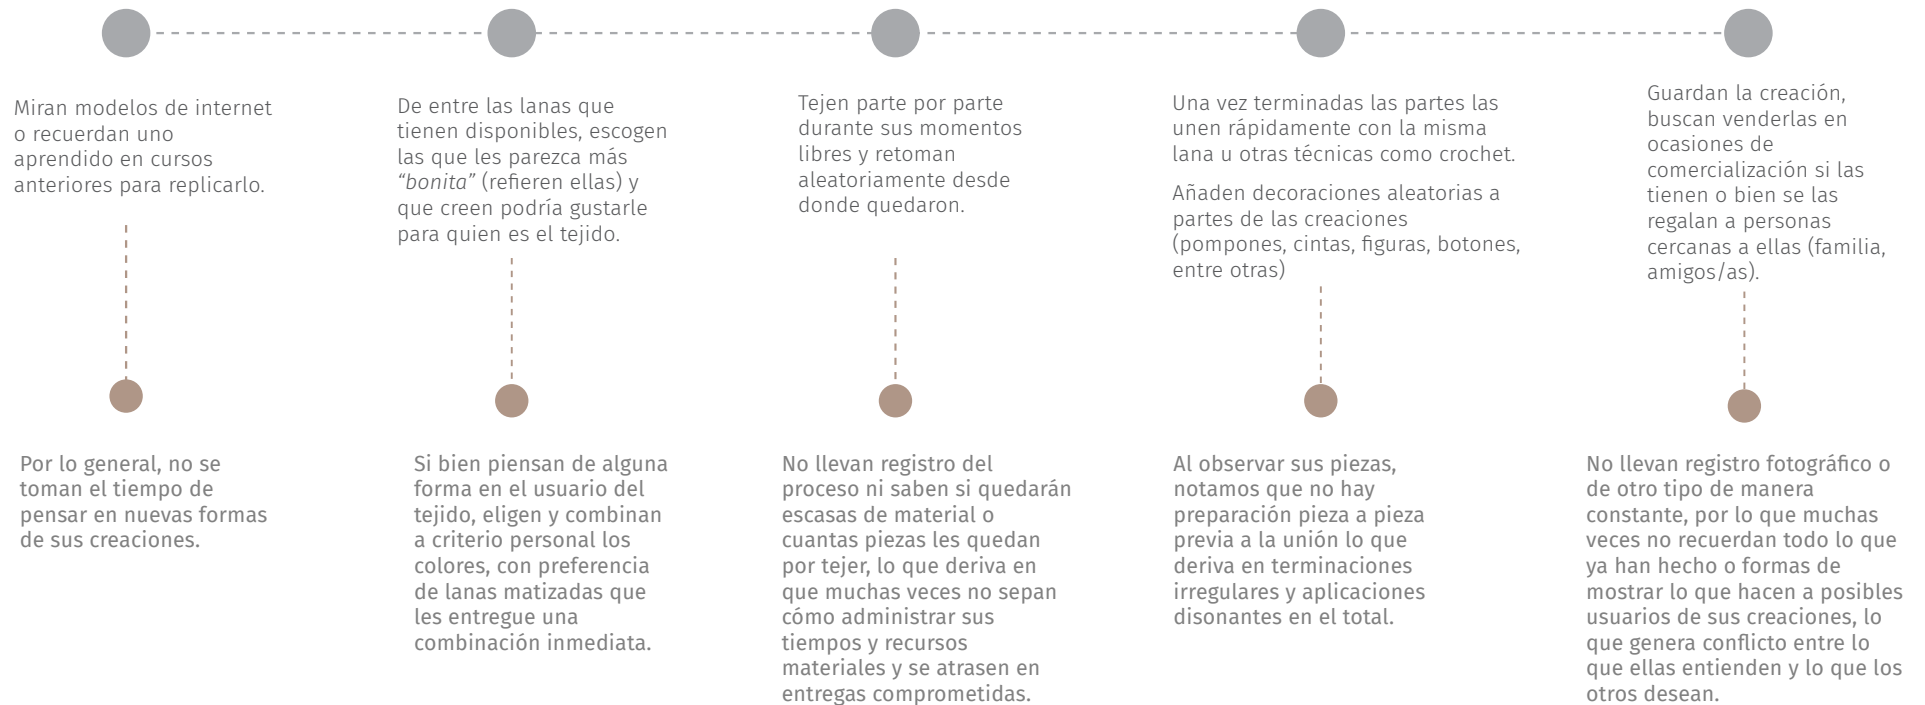 Miran modelos de internet
o recuerdan uno
aprendido en cursos
anteriores para replicarlo.
De entre las lanas que
tienen disponibles, escogen
las que les parezca más
“bonita” (refieren ellas) y
que creen podría gustarle
para quien es el tejido.
Tejen parte por parte
durante sus momentos
libres y retoman
aleatoriamente desde
donde quedaron.
Una vez terminadas las partes las
unen rápidamente con la misma
lana u otras técnicas como crochet.
Añaden decoraciones aleatorias a
partes de las creaciones
(pompones, cintas, figuras, botones,
entre otras)
Guardan la creación,
buscan venderlas en
ocasiones de
comercialización si las
tienen o bien se las
regalan a personas
cercanas a ellas (familia,
amigos/as).
Por lo general, no se
toman el tiempo de
pensar en nuevas formas
de sus creaciones.
Si bien piensan de alguna
forma en el usuario del
tejido, eligen y combinan
a criterio personal los
colores, con preferencia
de lanas matizadas que
les entregue una
combinación inmediata.
No llevan registro del
proceso ni saben si quedarán
escasas de material o
cuantas piezas les quedan
por tejer, lo que deriva en
que muchas veces no sepan
cómo administrar sus
tiempos y recursos
materiales y se atrasen en
entregas comprometidas.
Al observar sus piezas,
notamos que no hay
preparación pieza a pieza
previa a la unión lo que
deriva en terminaciones
irregulares y aplicaciones
disonantes en el total.
No llevan registro fotográfico o
de otro tipo de manera
constante, por lo que muchas
veces no recuerdan todo lo que
ya han hecho o formas de
mostrar lo que hacen a posibles
usuarios de sus creaciones, lo
que genera conflicto entre lo
que ellas entienden y lo que los
otros desean.